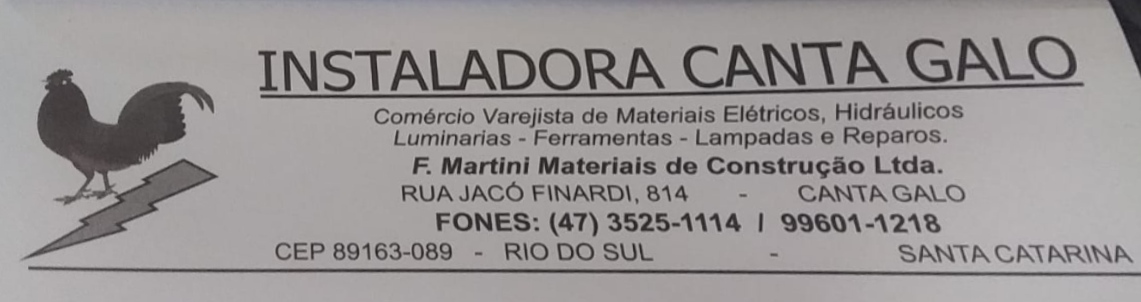 INSTALADORA CANTA GALO
Comércio Varejista de Materiais Elétricos, Hidráulicos
Luminarias - Ferramentas - Lampadas e Reparos.
F. Martini Materiais de Construção Ltda.
RUA JACÓ FINARDI, 814 - CANTA GALO
FONES: (47) 3525-1114 / 99601-1218
CEP 89163-089 - RIO DO SUL - SANTA CATARINA